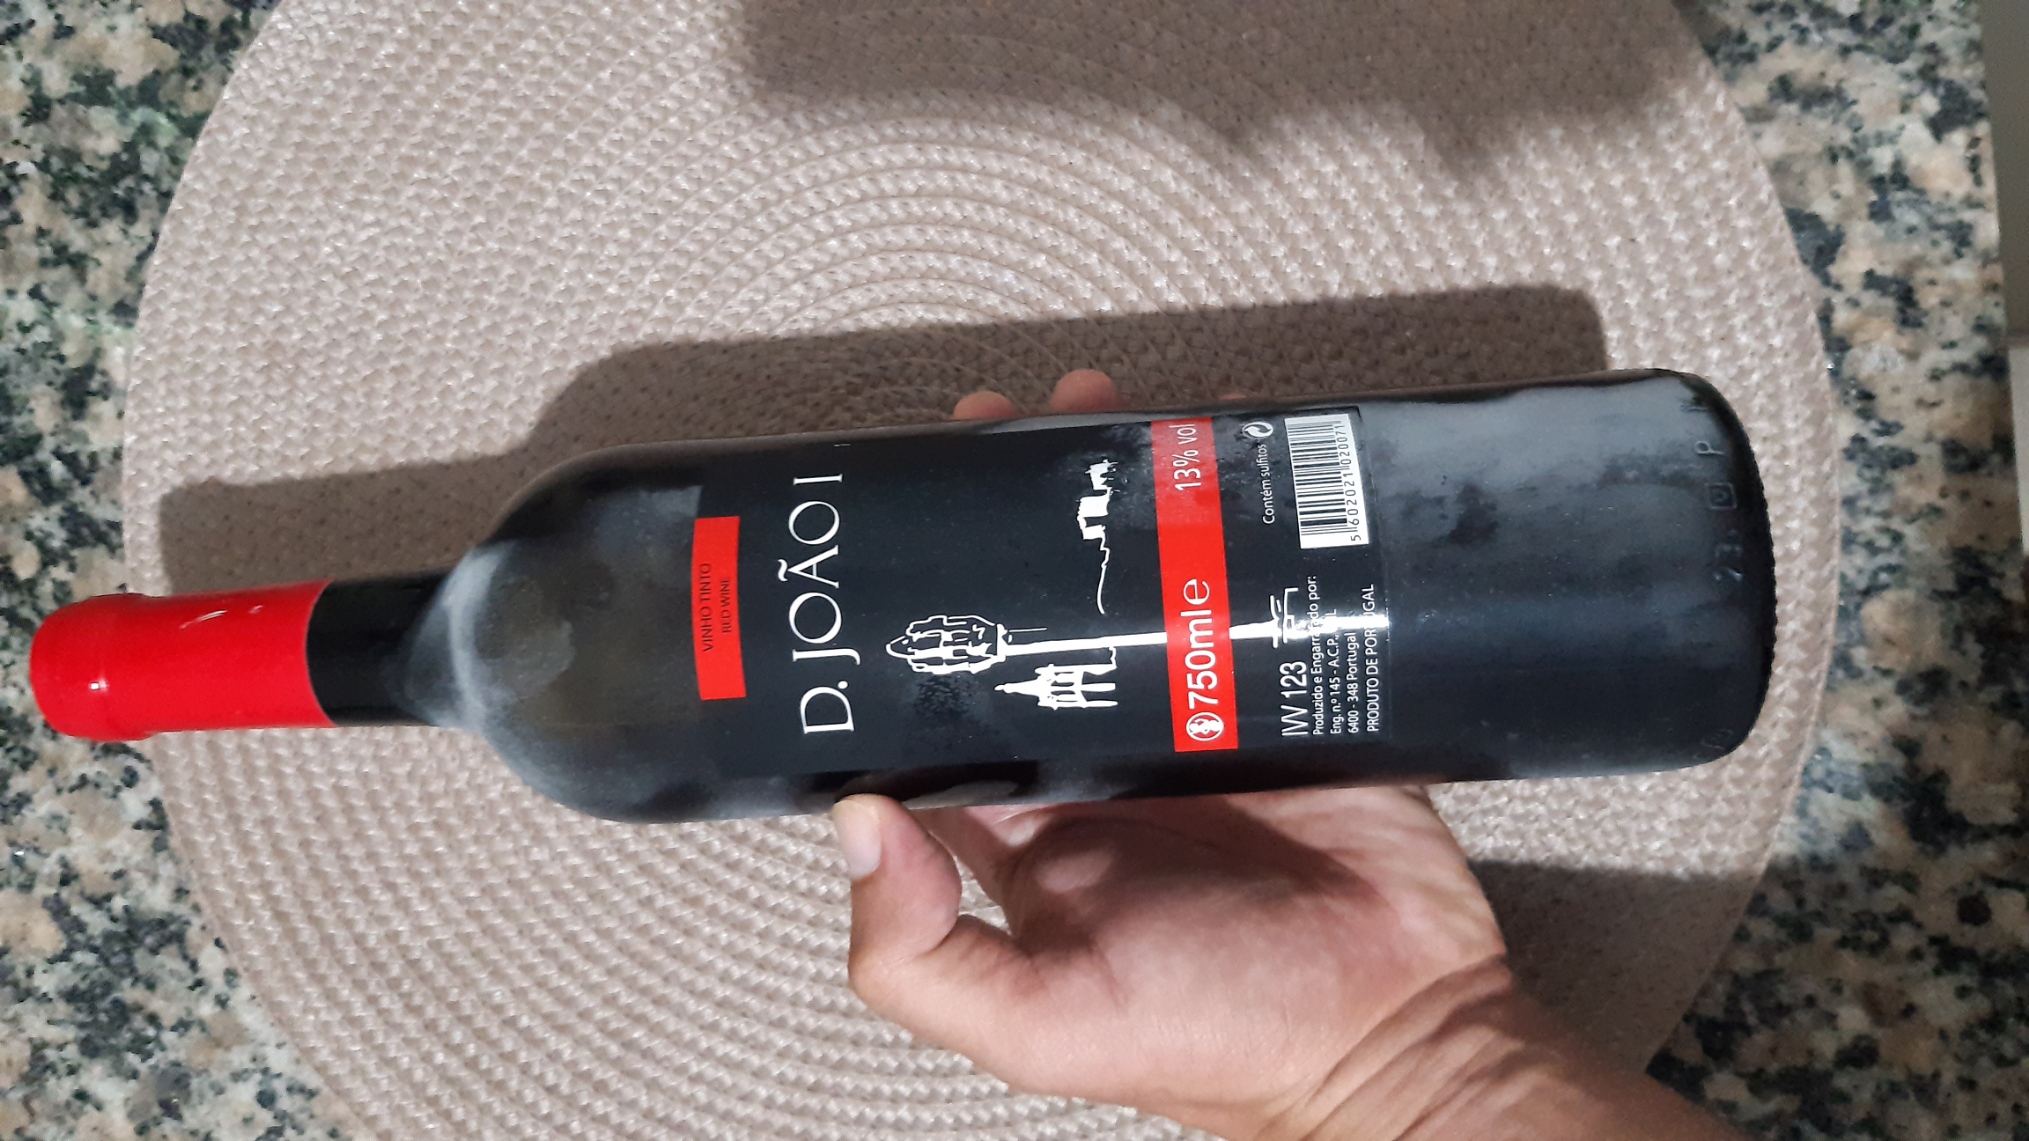 VINHO TINTO
RED WINE
D. JOÃO I
750ml e
13% vol
Contém sulfitos
IVV 123
Produzido e Engarrafado por:
Eng. n.º 145 - A.C.P.
6400 - 348 Portugal
PRODUTO DE PORTUGAL
5 602021 020071
23.
P